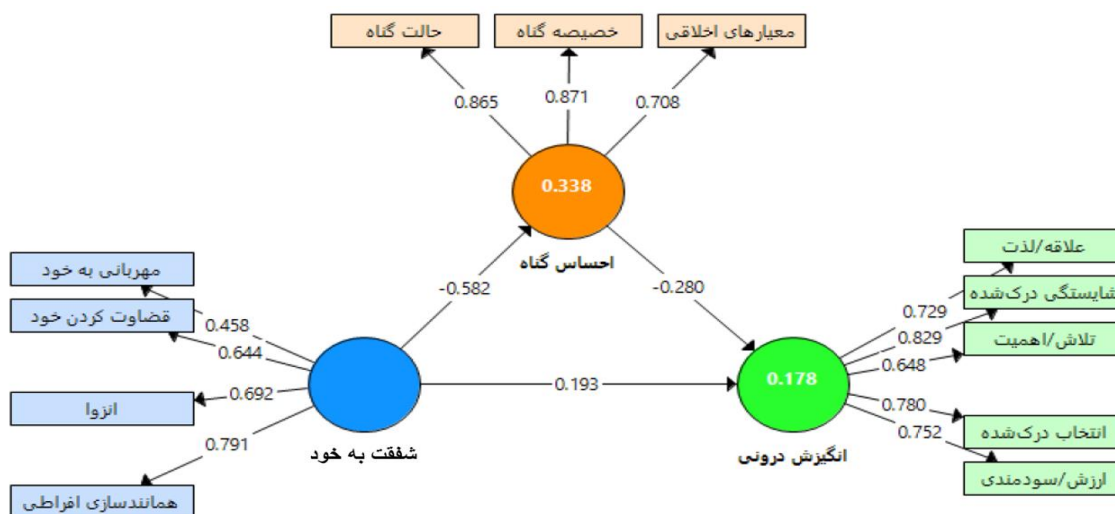 حالت گناه
خصیصه گناه
معیارهای اخلاقی
0.865
0.871
0.708
0.338
احساس گناه
-0.582
-0.280
مهربانی به خود
قضاوت کردن خود
انزوا
همانندسازی افراطی
0.458
0.644
0.692
0.791
شفقت به خود
0.193
0.178
انگیزش درونی
0.729
0.829
0.648
0.780
0.752
علاقه/لذت
شایستگی درک‌شده
تلاش/اهمیت
انتخاب درک‌شده
ارزش/سودمندی